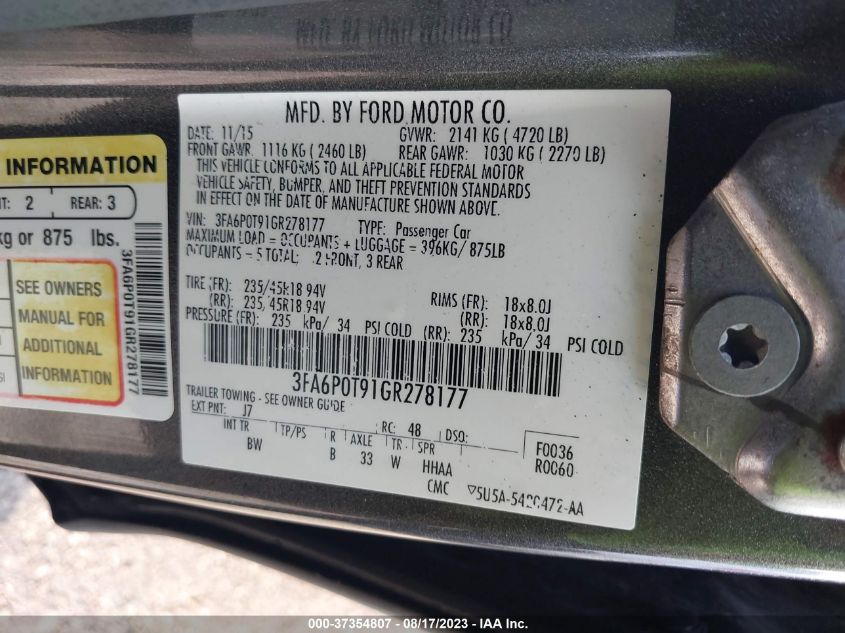 MFD. BY FORD MOTOR CO.
DATE: 11/15 GVWR: 2141 KG ( 4720 LB)
FRONT GAWR: 1116 KG ( 2460 LB) REAR GAWR: 1030 KG ( 2270 LB)
THIS VEHICLE CONFORMS TO ALL APPLICABLE FEDERAL MOTOR
VEHICLE SAFETY, BUMPER, AND THEFT PREVENTION STANDARDS
IN EFFECT ON THE DATE OF MANUFACTURE SHOWN ABOVE.
VIN: 3FA6P0T91GR278177 TYPE: Passenger Car
MAXIMUM LOAD = OCCUPANTS + LUGGAGE = 396KG/ 875LB
OCCUPANTS = 5 TOTAL; 2 FRONT, 3 REAR
TIRE (FR): 235/45R18 94V RIMS (FR): 18x8.0J
(RR): 235/45R18 94V (RR): 18x8.0J
PRESSURE (FR): 235 kPa/ 34 PSI COLD (RR): 235 kPa/ 34 PSI COLD
3FA6P0T91GR278177
TRAILER TOWING - SEE OWNER GUIDE
EXT PNT: J7 RC: 48 DSO:
INT TR TP/PS R AXLE TR SPR F0036
BW B 33 W HHAA R0060
CMC ▽5U5A-5420472-AA
INFORMATION
NT: 2 REAR: 3
kg or 875 lbs.
SEE OWNERS
MANUAL FOR
ADDITIONAL
INFORMATION
3FA6P0T91GR278177
000-37354807 - 08/17/2023 - © IAA, Inc.